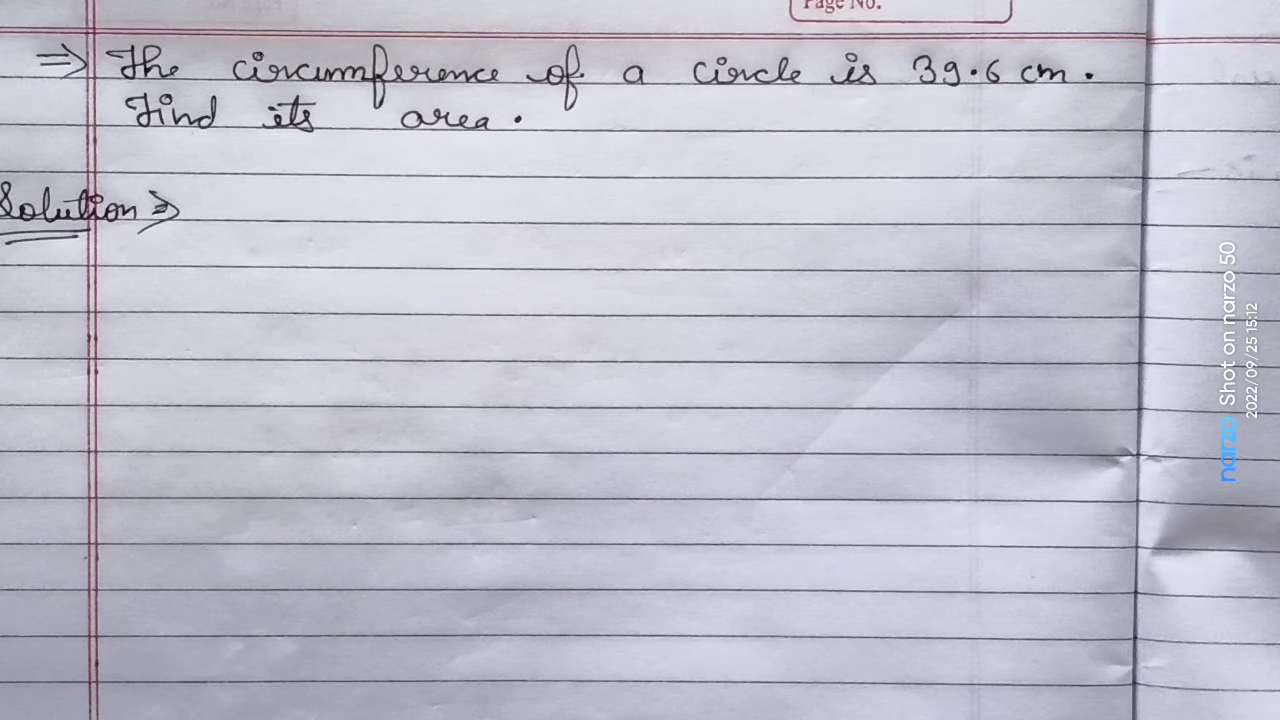 Page No.
⇒ The circumference of a circle is 39.6 cm.
Find its area.
Solution ⇒
narzo Shot on narzo 50
2022/09/25 15:12